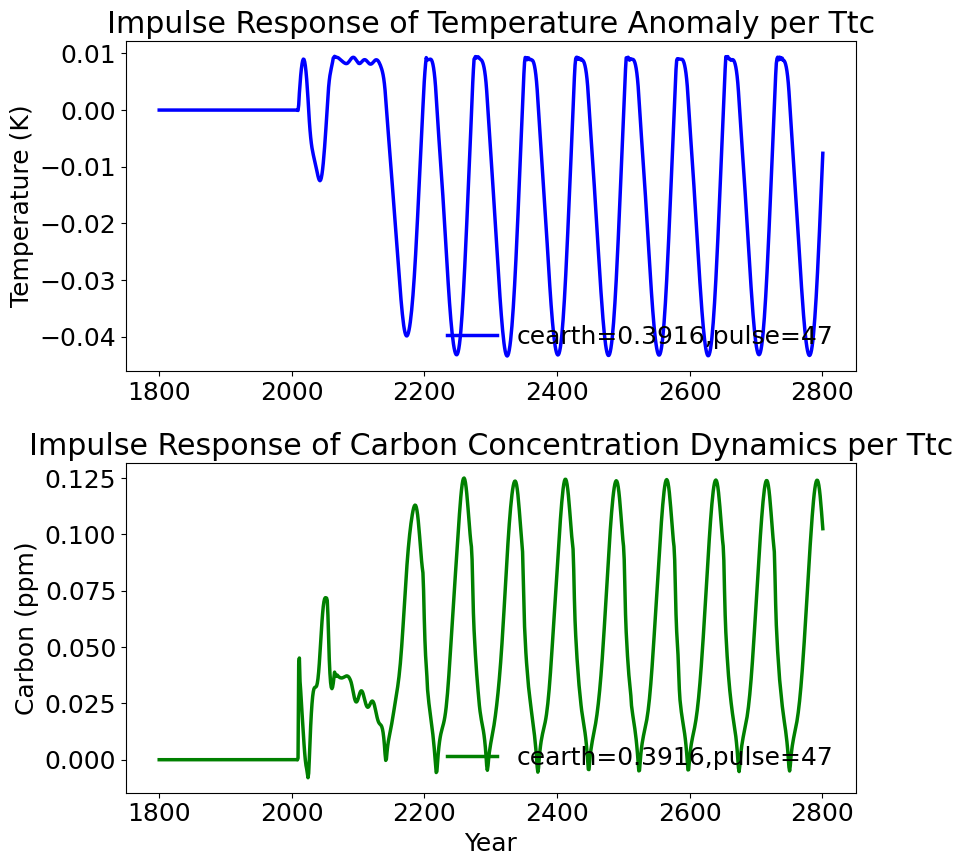 Impulse Response of Temperature Anomaly per Ttc
Temperature (K)
0.01
0.00
−0.01
−0.02
−0.03
−0.04
cearth=0.3916,pulse=47
1800 2000 2200 2400 2600 2800
Impulse Response of Carbon Concentration Dynamics per Ttc
Carbon (ppm)
0.125
0.100
0.075
0.050
0.025
0.000
cearth=0.3916,pulse=47
1800 2000 2200 2400 2600 2800
Year